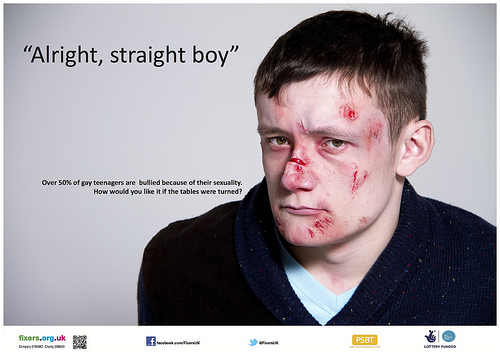 “Alright, straight boy”
Over 50% of gay teenagers are bullied because of their sexuality.
How would you like it if the tables were turned?
fixers.org.uk
facebook.com/FixersUK
@FixersUK
PSBT
LOTTERY FUNDED